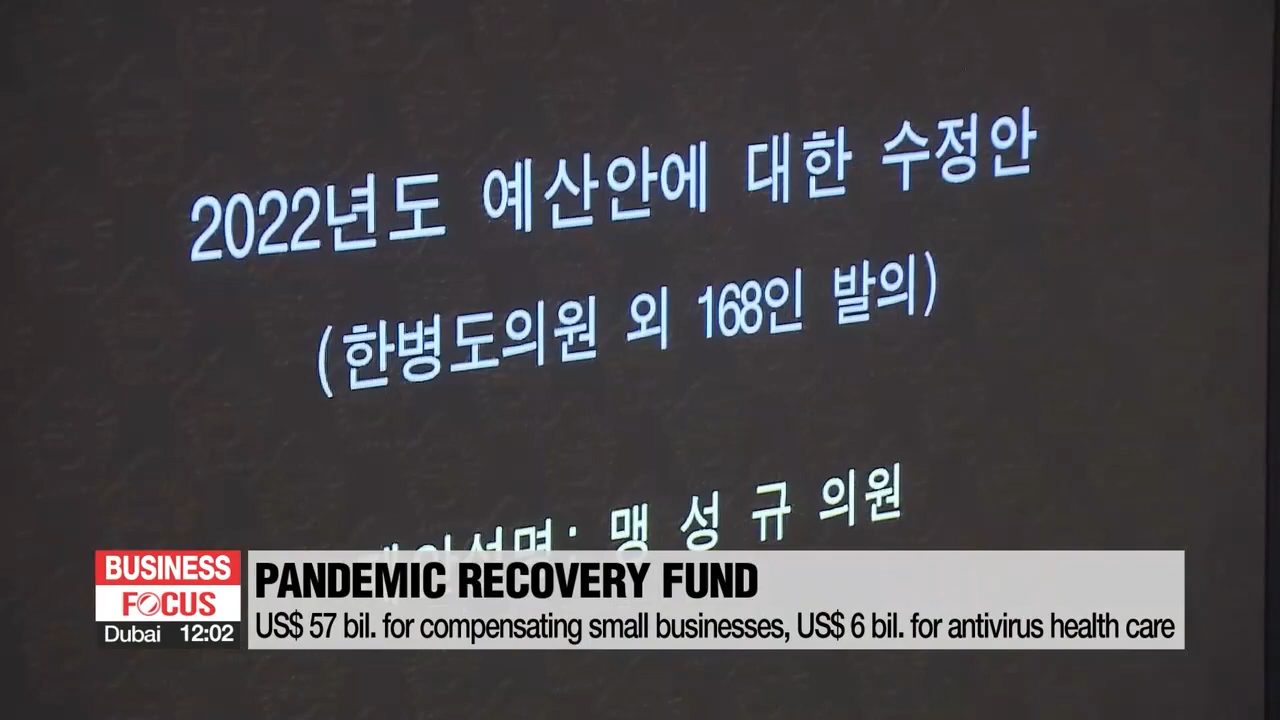 2022년도 예산안에 대한 수정안
(한병도의원 외 168인 발의)
맹성규 의원
BUSINESS
FOCUS
Dubai 12:02
PANDEMIC RECOVERY FUND
US$ 57 bil. for compensating small businesses, US$ 6 bil. for antivirus health care